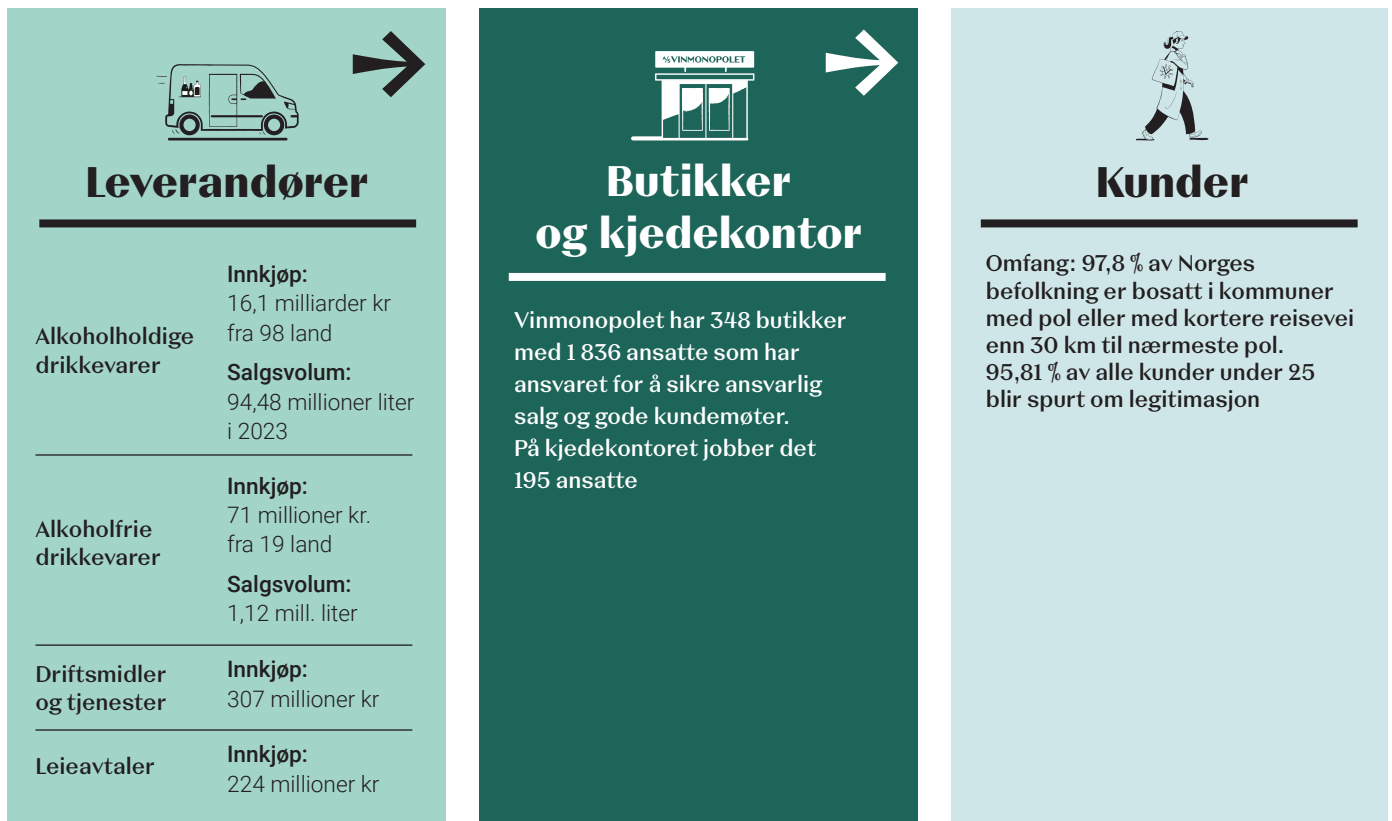 Leverandører
Alkoholholdige
drikkevarer
Innkjøp:
16,1 milliarder kr
fra 98 land
Salgsvolum:
94,48 millioner liter
i 2023
Alkoholfrie
drikkevarer
Innkjøp:
71 millioner kr.
fra 19 land
Salgsvolum:
1,12 mill. liter
Driftsmidler
og tjenester
Innkjøp:
307 millioner kr
Leieavtaler
Innkjøp:
224 millioner kr
A/S VINMONOPOLET
Butikker
og kjedekontor
Vinmonopolet har 348 butikker
med 1 836 ansatte som har
ansvaret for å sikre ansvarlig
salg og gode kundemøter.
På kjedekontoret jobber det
195 ansatte
Kunder
Omfang: 97,8 % av Norges
befolkning er bosatt i kommuner
med pol eller med kortere reisevei
enn 30 km til nærmeste pol.
95,81 % av alle kunder under 25
blir spurt om legitimasjon